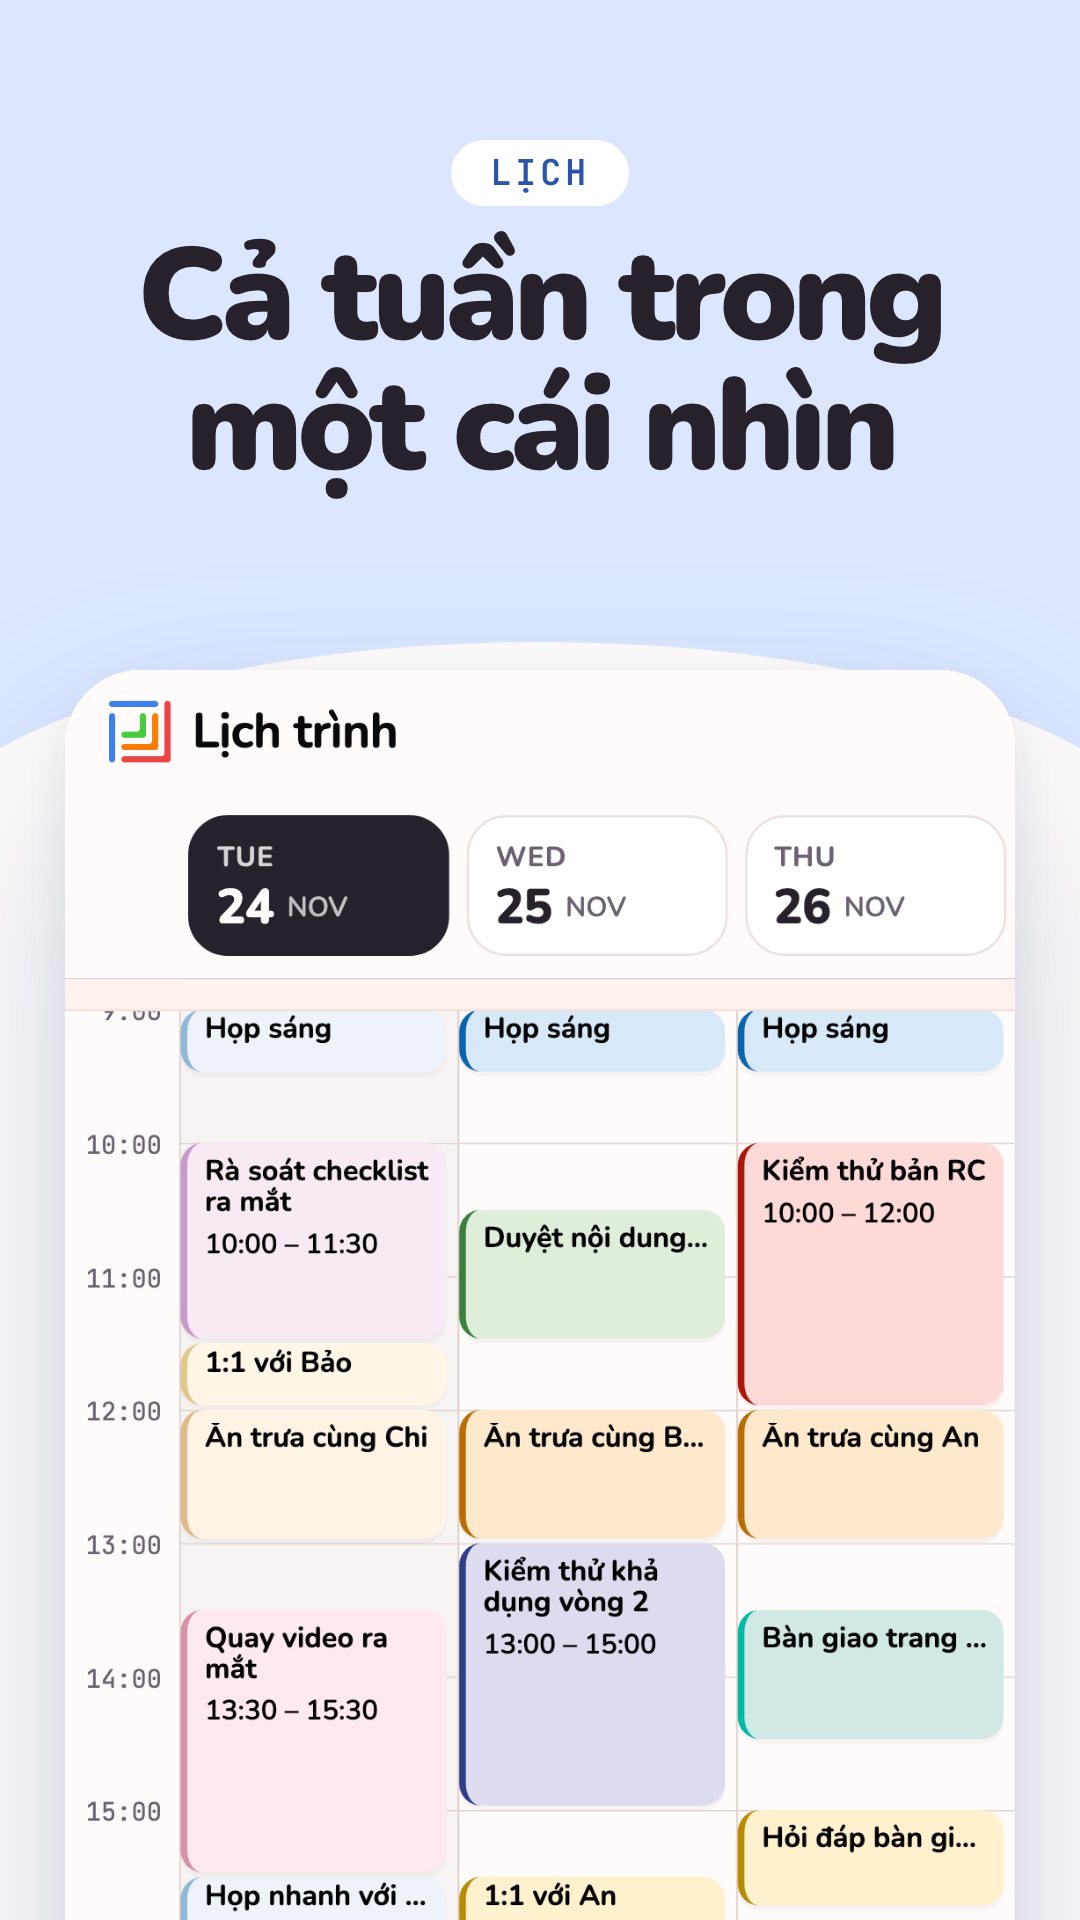 LỊCH
Cả tuần trong
một cái nhìn
Lịch trình
TUE
24 NOV
WED
25 NOV
THU
26 NOV
9:00
Họp sáng
Họp sáng
Họp sáng
10:00
Rà soát checklist
ra mắt
10:00 – 11:30
Duyệt nội dung...
Kiểm thử bản RC
10:00 – 12:00
11:00
1:1 với Bảo
12:00
Ăn trưa cùng Chi
Ăn trưa cùng B...
Ăn trưa cùng An
13:00
Kiểm thử khả
dụng vòng 2
13:00 – 15:00
Quay video ra
mắt
13:30 – 15:30
Bàn giao trang ...
14:00
15:00
Hỏi đáp bàn gi...
Họp nhanh với ...
1:1 với An